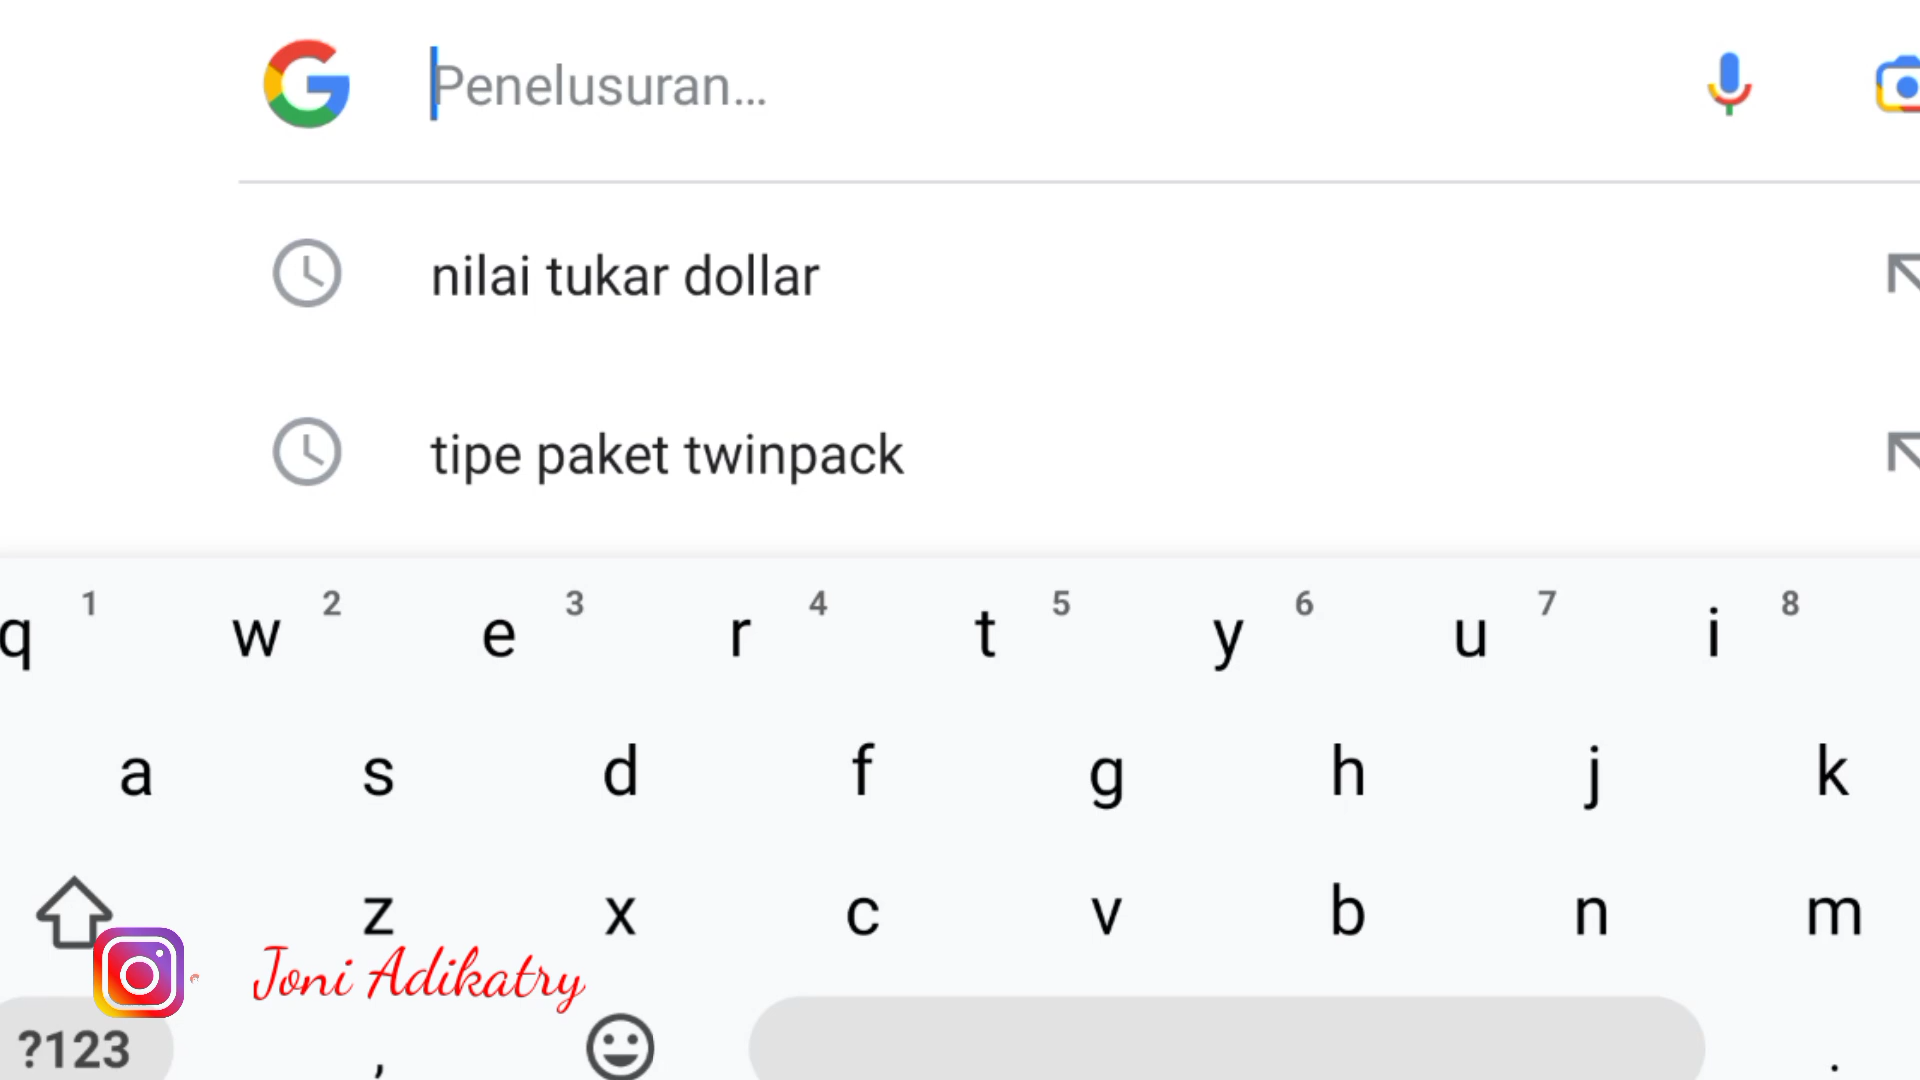 Penelusuran...
nilai tukar dollar
tipe paket twinpack
1 2 3 4 5 6 7 8
q w e r t y u i
a s d f g h j k
z x c v b n m
Joni Adikatry
?123 , .